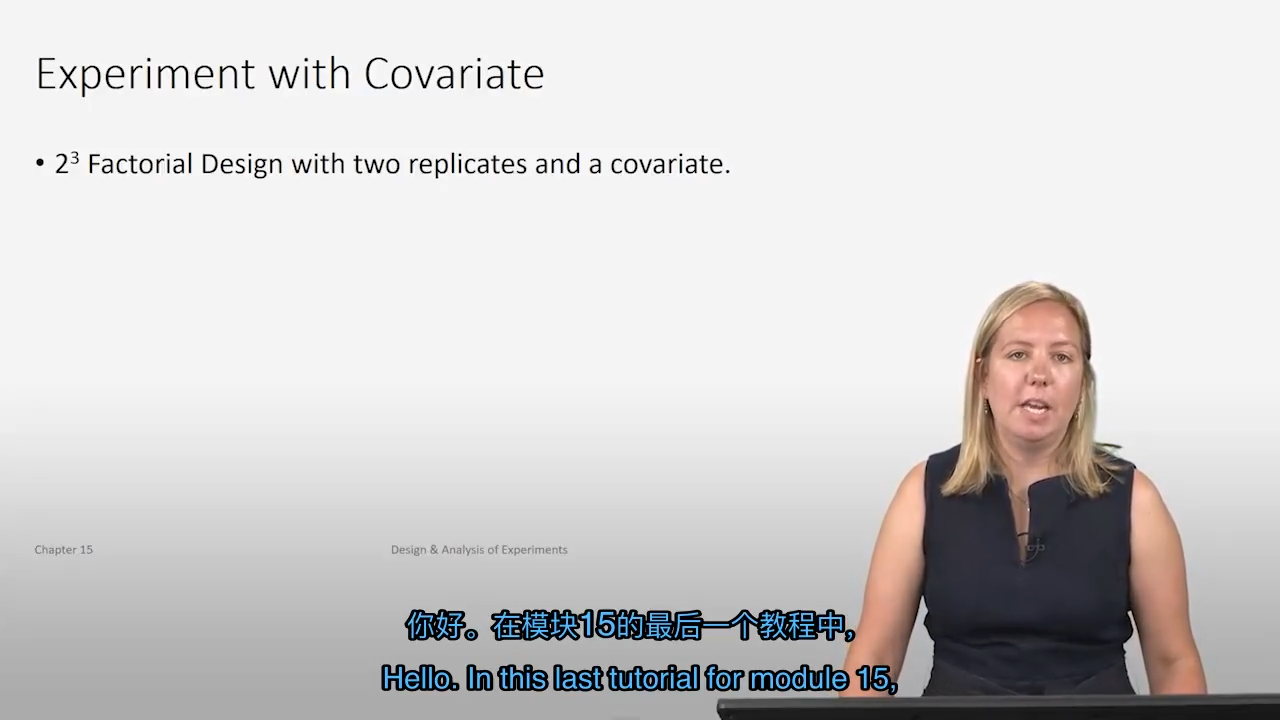 Experiment with Covariate
• 2³ Factorial Design with two replicates and a covariate.
Chapter 15
Design & Analysis of Experiments
你好。在模块15的最后一个教程中,
Hello. In this last tutorial for module 15,